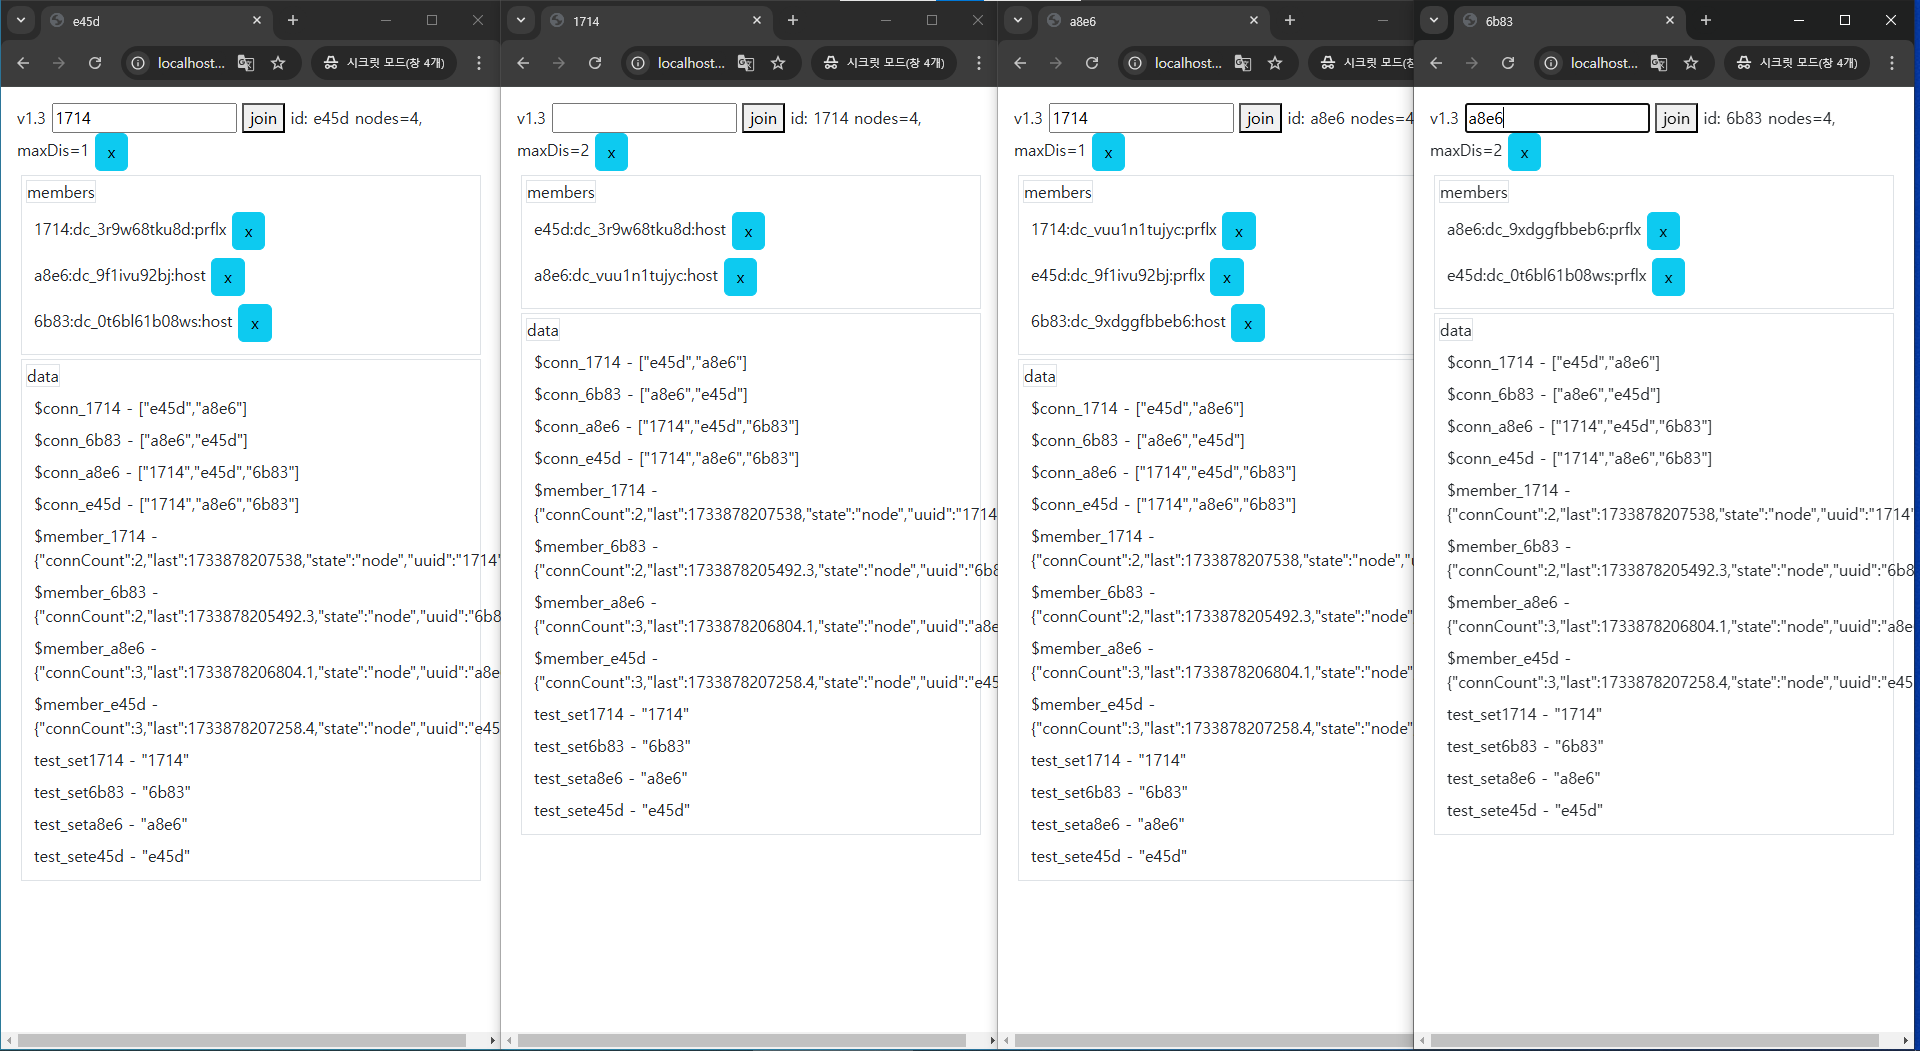 e45d
localhost...
시크릿 모드(창 4개)
v1.3 1714 join id: e45d nodes=4,
maxDis=1 x
members
1714:dc_3r9w68tku8d:prflx x
a8e6:dc_9f1ivu92bj:host x
6b83:dc_0t6bl61b08ws:host x
data
$conn_1714 - ["e45d","a8e6"]
$conn_6b83 - ["a8e6","e45d"]
$conn_a8e6 - ["1714","e45d","6b83"]
$conn_e45d - ["1714","a8e6","6b83"]
$member_1714 -
{"connCount":2,"last":1733878207538,"state":"node","uuid":"1714"
$member_6b83 -
{"connCount":2,"last":1733878205492.3,"state":"node","uuid":"6b8
$member_a8e6 -
{"connCount":3,"last":1733878206804.1,"state":"node","uuid":"a8e
$member_e45d -
{"connCount":3,"last":1733878207258.4,"state":"node","uuid":"e45
test_set1714 - "1714"
test_set6b83 - "6b83"
test_seta8e6 - "a8e6"
test_sete45d - "e45d"
1714
localhost...
시크릿 모드(창 4개)
v1.3 join id: 1714 nodes=4,
maxDis=2 x
members
e45d:dc_3r9w68tku8d:host x
a8e6:dc_vuu1n1tujyc:host x
data
$conn_1714 - ["e45d","a8e6"]
$conn_6b83 - ["a8e6","e45d"]
$conn_a8e6 - ["1714","e45d","6b83"]
$conn_e45d - ["1714","a8e6","6b83"]
$member_1714 -
{"connCount":2,"last":1733878207538,"state":"node","uuid":"1714
$member_6b83 -
{"connCount":2,"last":1733878205492.3,"state":"node","uuid":"6b8
$member_a8e6 -
{"connCount":3,"last":1733878206804.1,"state":"node","uuid":"a8e
$member_e45d -
{"connCount":3,"last":1733878207258.4,"state":"node","uuid":"e45
test_set1714 - "1714"
test_set6b83 - "6b83"
test_seta8e6 - "a8e6"
test_sete45d - "e45d"
a8e6
localhost...
시크릿 모드(창 4
v1.3 1714 join id: a8e6 nodes=4
maxDis=1 x
members
1714:dc_vuu1n1tujyc:prflx x
e45d:dc_9f1ivu92bj:prflx x
6b83:dc_9xdggfbbeb6:host x
data
$conn_1714 - ["e45d","a8e6"]
$conn_6b83 - ["a8e6","e45d"]
$conn_a8e6 - ["1714","e45d","6b83"]
$conn_e45d - ["1714","a8e6","6b83"]
$member_1714 -
{"connCount":2,"last":1733878207538,"state":"node","u
$member_6b83 -
{"connCount":2,"last":1733878205492.3,"state":"node"
$member_a8e6 -
{"connCount":3,"last":1733878206804.1,"state":"node"
$member_e45d -
{"connCount":3,"last":1733878207258.4,"state":"node"
test_set1714 - "1714"
test_set6b83 - "6b83"
test_seta8e6 - "a8e6"
test_sete45d - "e45d"
6b83
localhost...
시크릿 모드(창 4개)
v1.3 a8e6 join id: 6b83 nodes=4,
maxDis=2 x
members
a8e6:dc_9xdggfbbeb6:prflx x
e45d:dc_0t6bl61b08ws:prflx x
data
$conn_1714 - ["e45d","a8e6"]
$conn_6b83 - ["a8e6","e45d"]
$conn_a8e6 - ["1714","e45d","6b83"]
$conn_e45d - ["1714","a8e6","6b83"]
$member_1714 -
{"connCount":2,"last":1733878207538,"state":"node","uuid":"1714"
$member_6b83 -
{"connCount":2,"last":1733878205492.3,"state":"node","uuid":"6b8
$member_a8e6 -
{"connCount":3,"last":1733878206804.1,"state":"node","uuid":"a8e
$member_e45d -
{"connCount":3,"last":1733878207258.4,"state":"node","uuid":"e45
test_set1714 - "1714"
test_set6b83 - "6b83"
test_seta8e6 - "a8e6"
test_sete45d - "e45d"